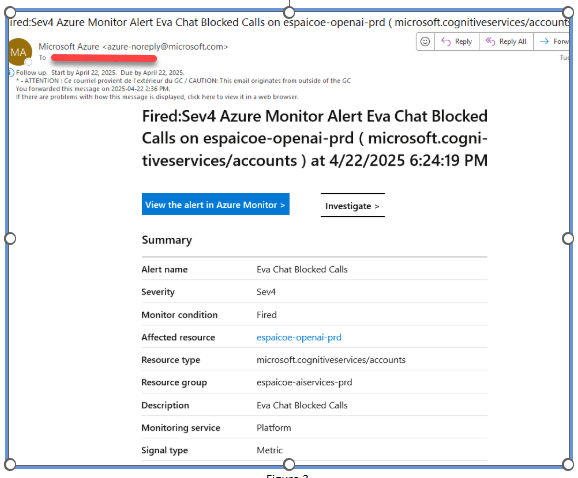 ired:Sev4 Azure Monitor Alert Eva Chat Blocked Calls on espaicoe-openai-prd ( microsoft.cognitiveservices/accounts
MA
Microsoft Azure <azure-noreply@microsoft.com>
To
Reply
Reply All
Forw
Tue
Follow up. Start by April 22, 2025. Due by April 22, 2025.
* - ATTENTION : Ce courriel provient de l'extérieur du GC / CAUTION: This email originates from outside of the GC
You forwarded this message on 2025-04-22 2:36 PM.
If there are problems with how this message is displayed, click here to view it in a web browser.
Fired:Sev4 Azure Monitor Alert Eva Chat Blocked
Calls on espaicoe-openai-prd ( microsoft.cogni-
tiveservices/accounts ) at 4/22/2025 6:24:19 PM
View the alert in Azure Monitor >
Investigate >
Summary
Alert name Eva Chat Blocked Calls
Severity Sev4
Monitor condition Fired
Affected resource espaicoe-openai-prd
Resource type microsoft.cognitiveservices/accounts
Resource group espaicoe-aiservices-prd
Description Eva Chat Blocked Calls
Monitoring service Platform
Signal type Metric